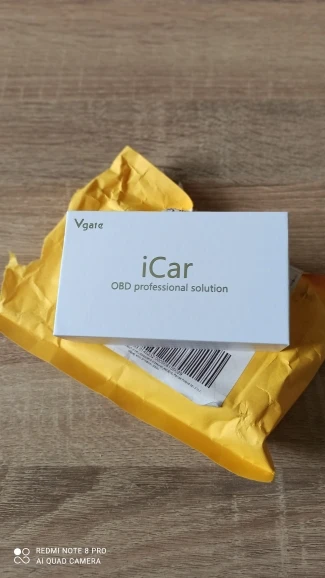 Vgate
iCar
OBD professional solution
REDMI NOTE 8 PRO
AI QUAD CAMERA